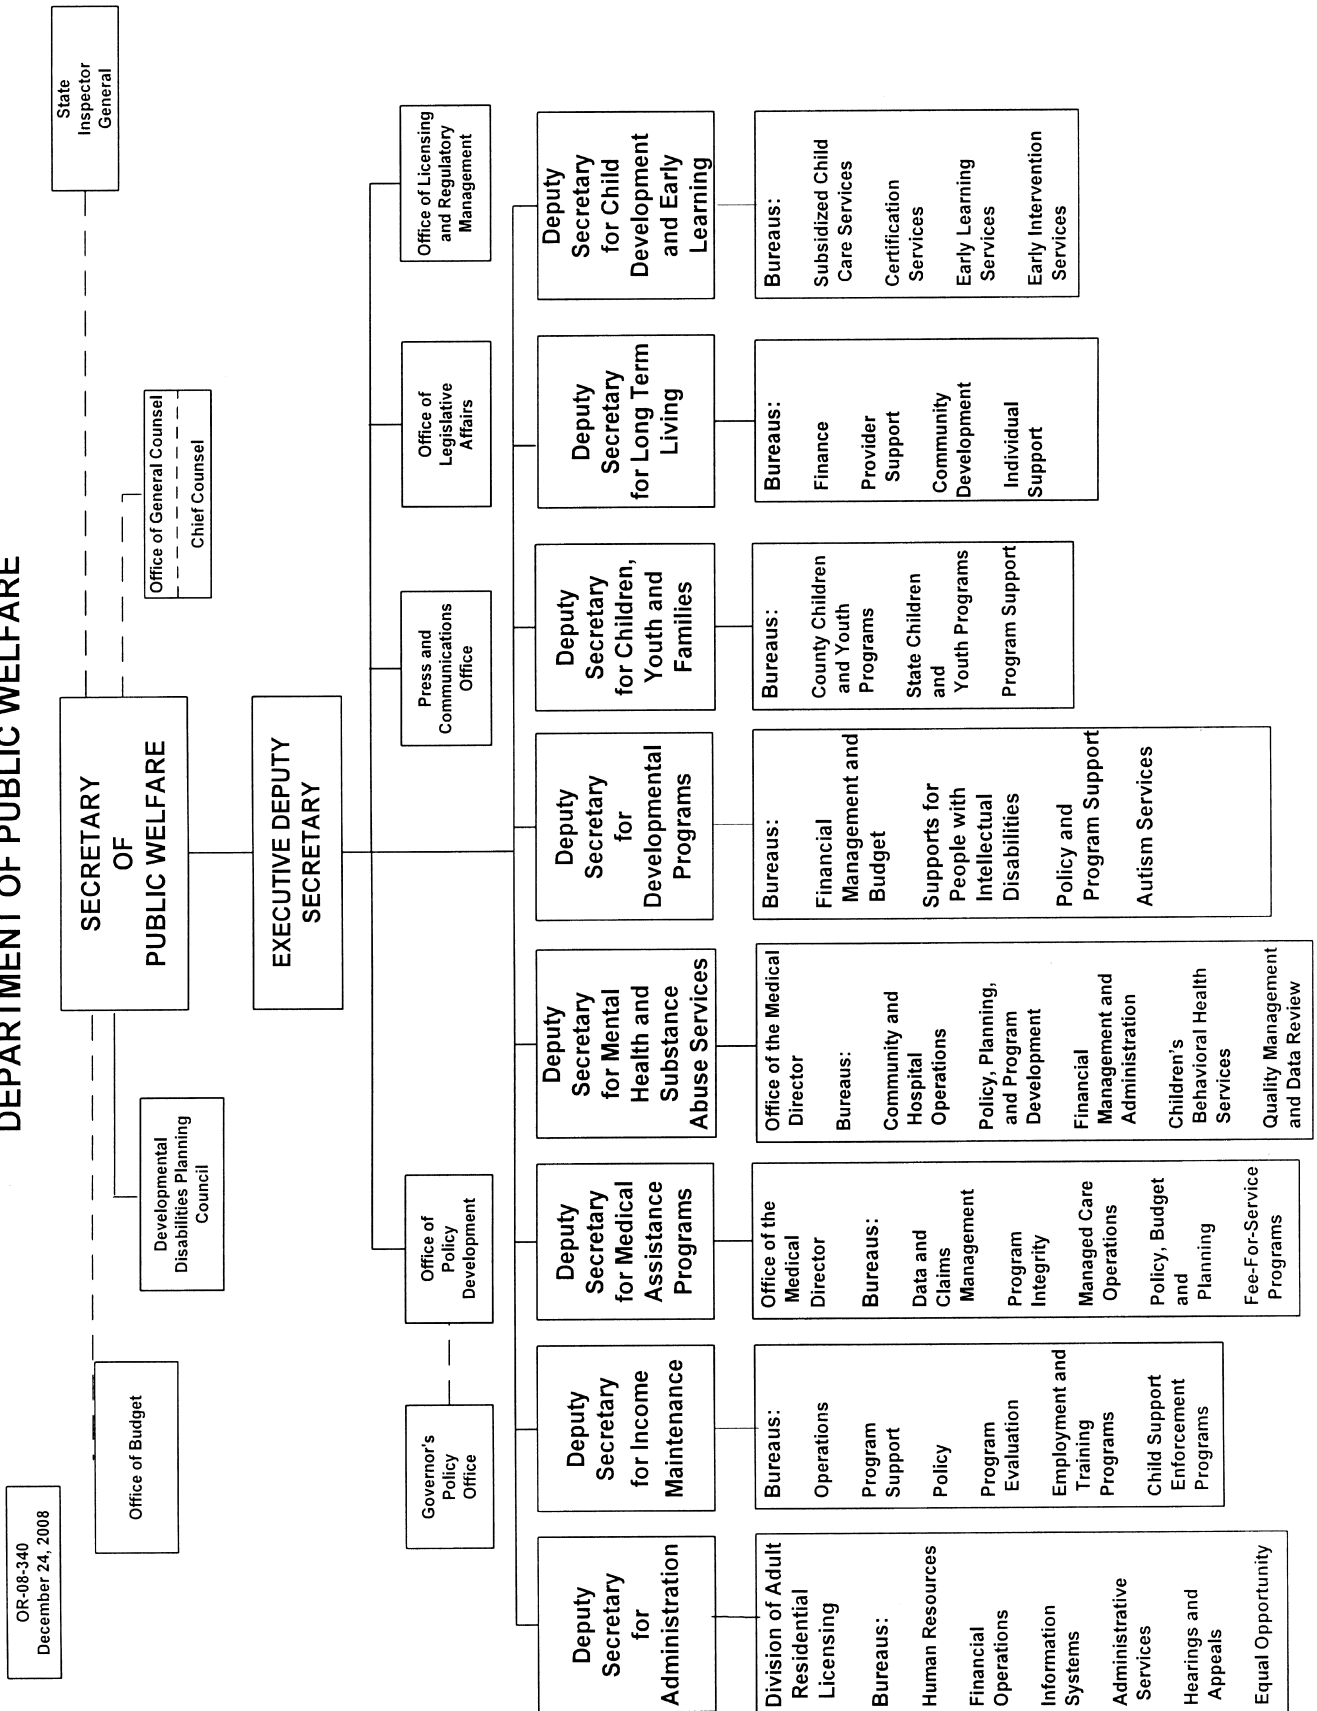 OR-08-340
December 24, 2008
DEPARTMENT OF PUBLIC WELFARE
SECRETARY
OF
PUBLIC WELFARE
State
Inspector
General
Office of General Counsel
Chief Counsel
Developmental
Disabilities Planning
Council
Office of Budget
EXECUTIVE DEPUTY
SECRETARY
Governor's
Policy
Office
Office of
Policy
Development
Press and
Communications
Office
Office of
Legislative
Affairs
Office of Licensing
and Regulatory
Management
Deputy
Secretary
for
Administration
Division of Adult
Residential
Licensing
Bureaus:
Human Resources
Financial
Operations
Information
Systems
Administrative
Services
Hearings and
Appeals
Equal Opportunity
Deputy
Secretary
for Income
Maintenance
Bureaus:
Operations
Program
Support
Policy
Program
Evaluation
Employment and
Training
Programs
Child Support
Enforcement
Programs
Deputy
Secretary
for Medical
Assistance
Programs
Office of the
Medical
Director
Bureaus:
Data and
Claims
Management
Program
Integrity
Managed Care
Operations
Policy, Budget
and
Planning
Fee-For-Service
Programs
Deputy
Secretary
for Mental
Health and
Substance
Abuse Services
Office of the Medical
Director
Bureaus:
Community and
Hospital
Operations
Policy, Planning,
and Program
Development
Financial
Management and
Administration
Children's
Behavioral Health
Services
Quality Management
and Data Review
Deputy
Secretary
for
Developmental
Programs
Bureaus:
Financial
Management and
Budget
Supports for
People with
Intellectual
Disabilities
Policy and
Program Support
Autism Services
Deputy
Secretary
for Children,
Youth and
Families
Bureaus:
County Children
and Youth
Programs
State Children
and
Youth Programs
Program Support
Deputy
Secretary
for Long Term
Living
Bureaus:
Finance
Provider
Support
Community
Development
Individual
Support
Deputy
Secretary
for Child
Development
and Early
Learning
Bureaus:
Subsidized Child
Care Services
Certification
Services
Early Learning
Services
Early Intervention
Services